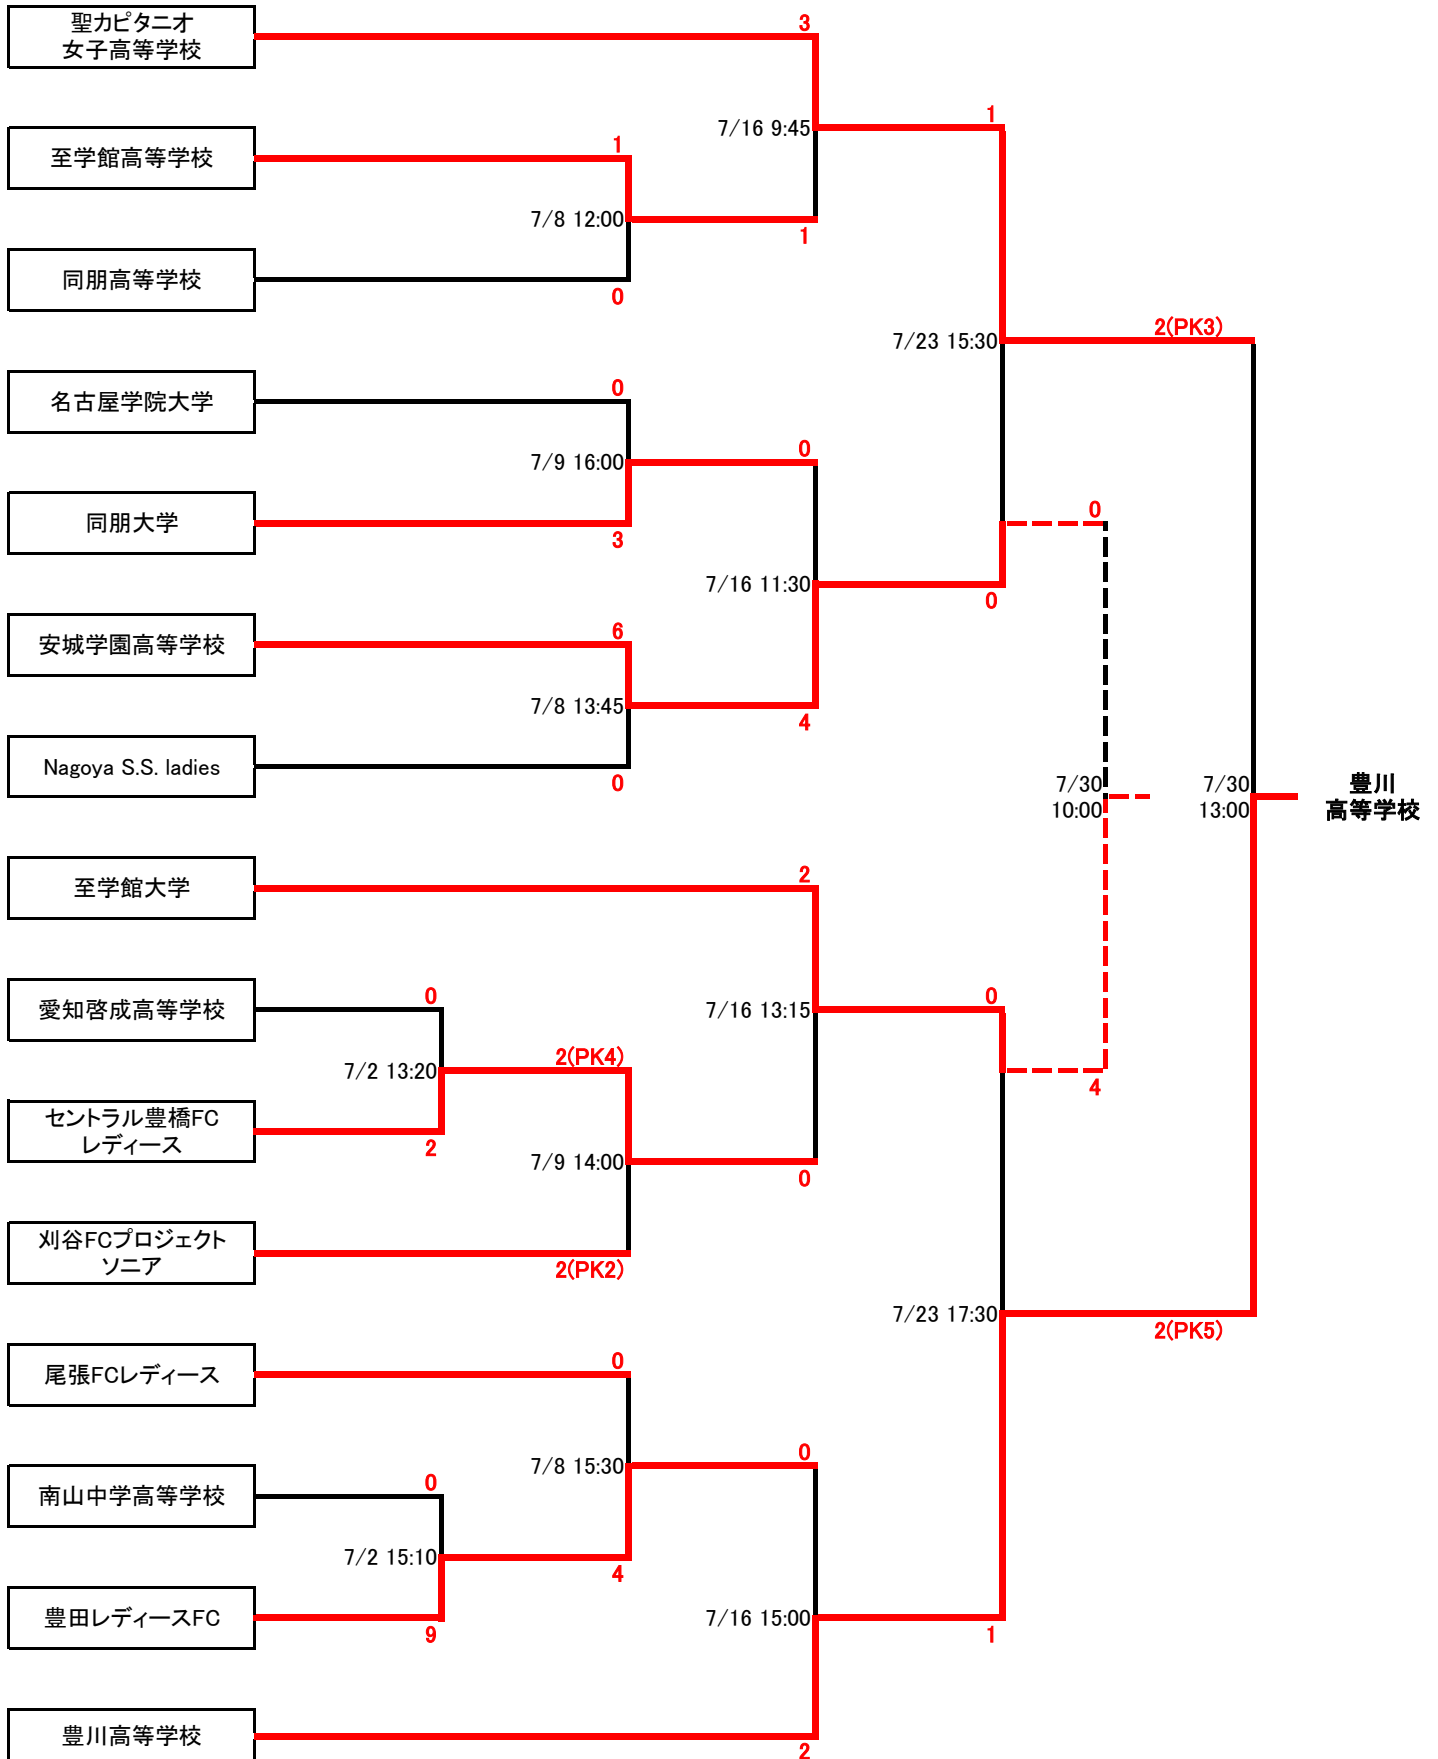 聖カピタニオ
女子高等学校
3
7/16 9:45
1
至学館高等学校
1
7/8 12:00
1
同朋高等学校
0
2(PK3)
7/23 15:30
名古屋学院大学
0
7/9 16:00
0
同朋大学
3
0
7/16 11:30
0
安城学園高等学校
6
7/8 13:45
4
Nagoya S.S. ladies
0
7/30
10:00
7/30
13:00
豊川
高等学校
至学館大学
2
愛知啓成高等学校
0
7/16 13:15
0
7/2 13:20
2(PK4)
4
セントラル豊橋FC
レディース
2
7/9 14:00
0
刈谷FCプロジェクト
ソニア
2(PK2)
7/23 17:30
2(PK5)
尾張FCレディース
0
7/8 15:30
0
南山中学高等学校
0
7/2 15:10
4
豊田レディースFC
9
7/16 15:00
1
豊川高等学校
2